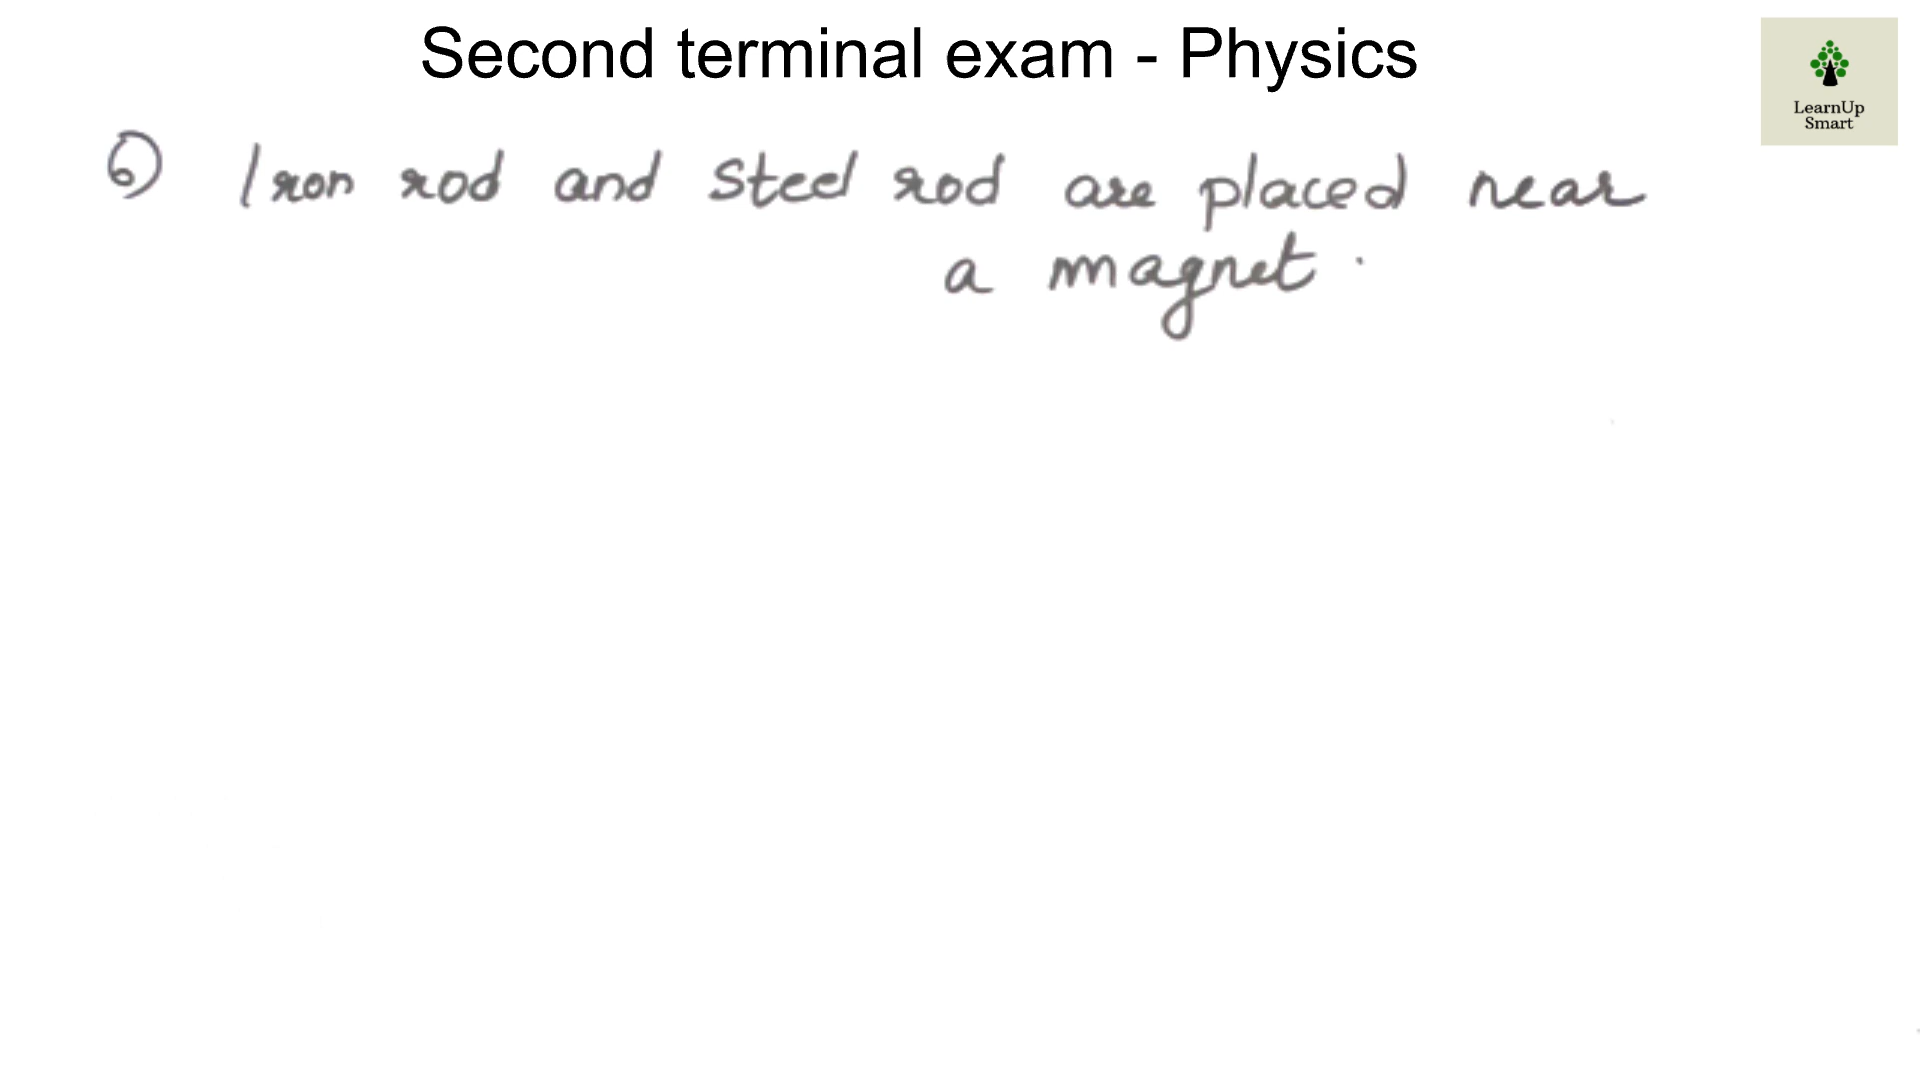 Second terminal exam - Physics
LearnUp
Smart
6) Iron rod and steel rod are placed near
a magnet.